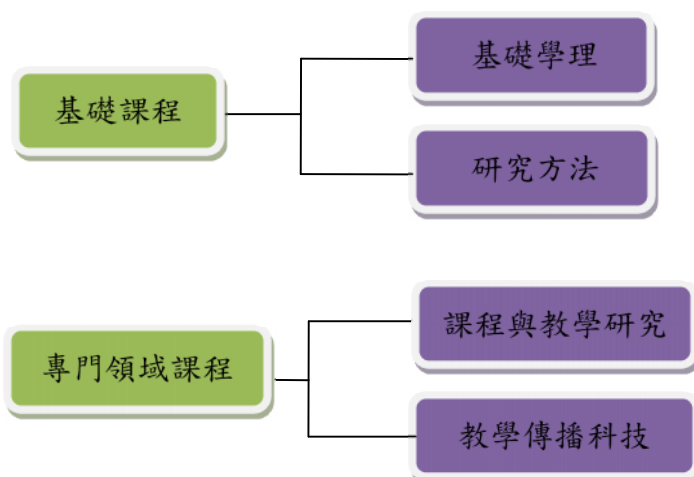 基礎課程
基礎學理
研究方法
專門領域課程
課程與教學研究
教學傳播科技